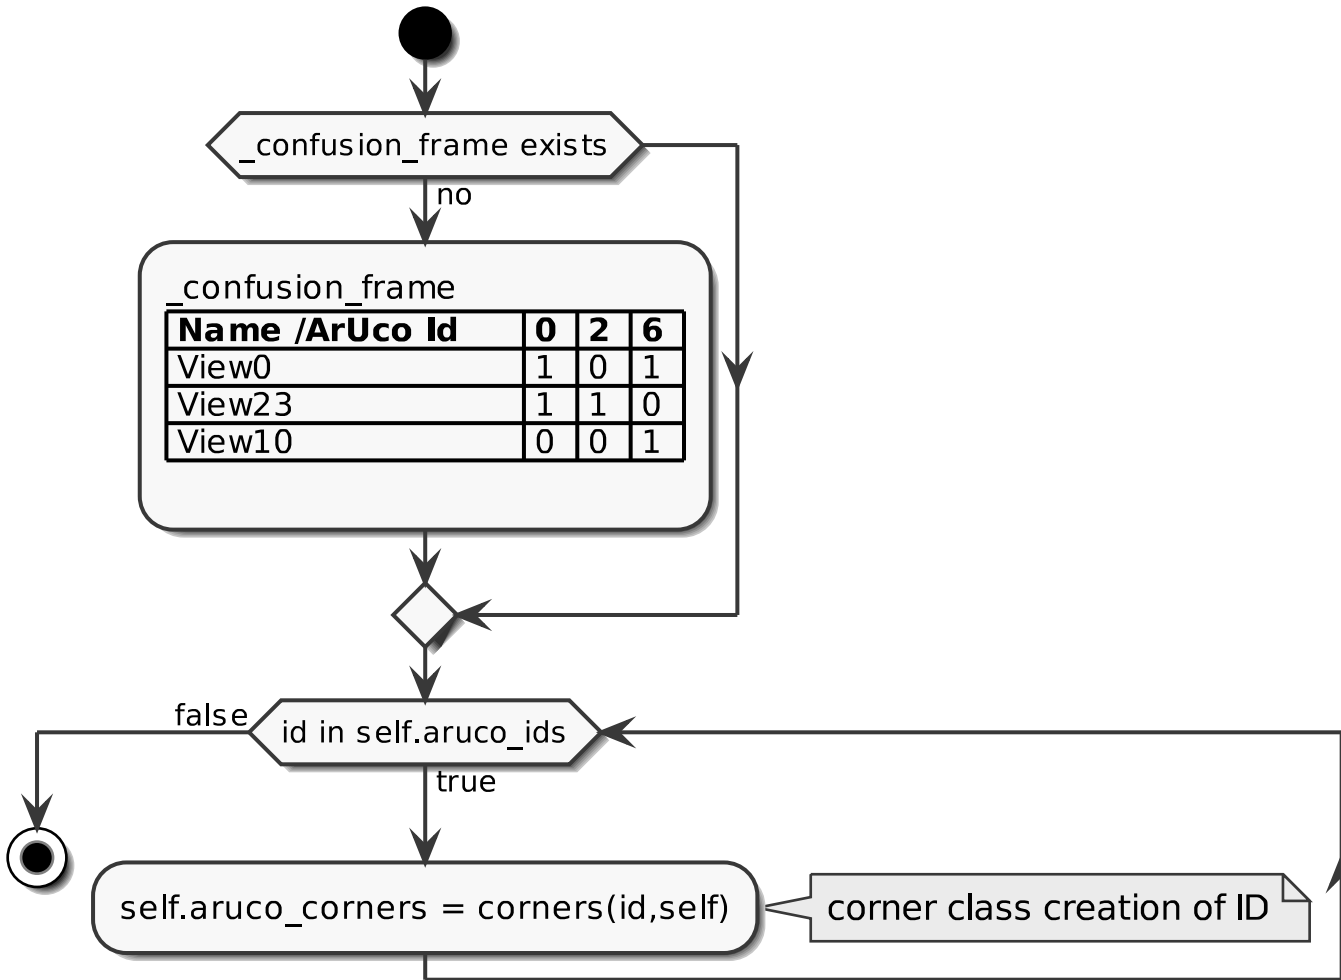 _confusion_frame exists
no
_confusion_frame
Name /ArUco Id 0 2 6
View0 1 0 1
View23 1 1 0
View10 0 0 1
false
id in self.aruco_ids
true
self.aruco_corners = corners(id,self)
corner class creation of ID